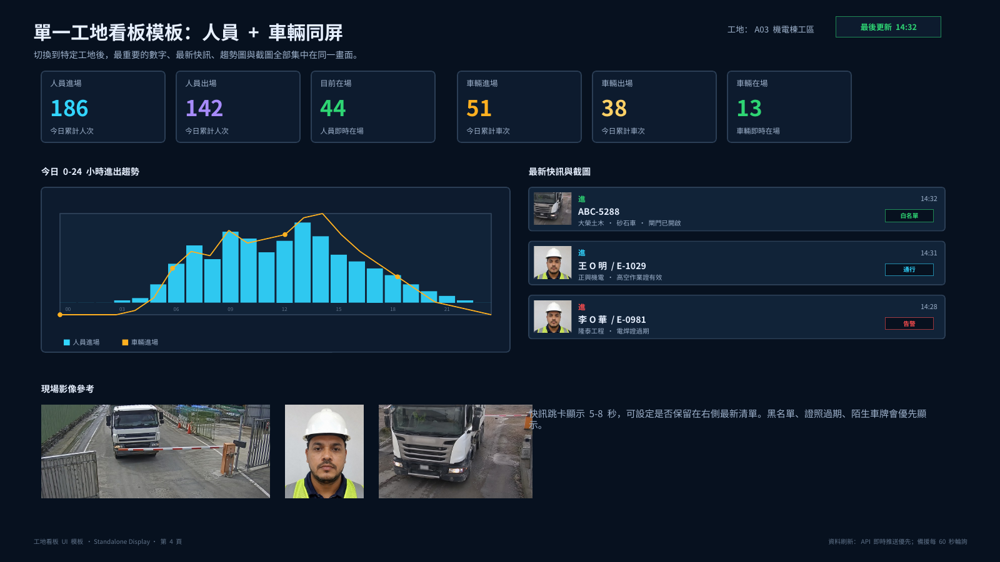 單一工地看板模板：人員 + 車輛同屏
工地： A03 機電棟工區
最後更新 14:32
切換到特定工地後，最重要的數字、最新快訊、趨勢圖與截圖全部集中在同一畫面。
人員進場
186
今日累計人次
人員出場
142
今日累計人次
目前在場
44
人員即時在場
車輛進場
51
今日累計車次
車輛出場
38
今日累計車次
車輛在場
13
車輛即時在場
今日 0-24 小時進出趨勢
00 03 06 09 12 15 18 21
人員進場 車輛進場
最新快訊與截圖
進
14:32
ABC-5288
白名單
大榮土木 · 砂石車 · 閘門已開啟
進
14:31
王 O 明 / E-1029
通行
正興機電 · 高空作業證有效
進
14:28
李 O 華 / E-0981
告警
隆泰工程 · 電焊證過期
現場影像參考
快訊跳卡顯示 5-8 秒，可設定是否保留在右側最新清單。黑名單、證照過期、陌生車牌會優先顯
示。
工地看板 UI 模板 · Standalone Display · 第 4 頁
資料刷新： API 即時推送優先；備援每 60 秒輪詢